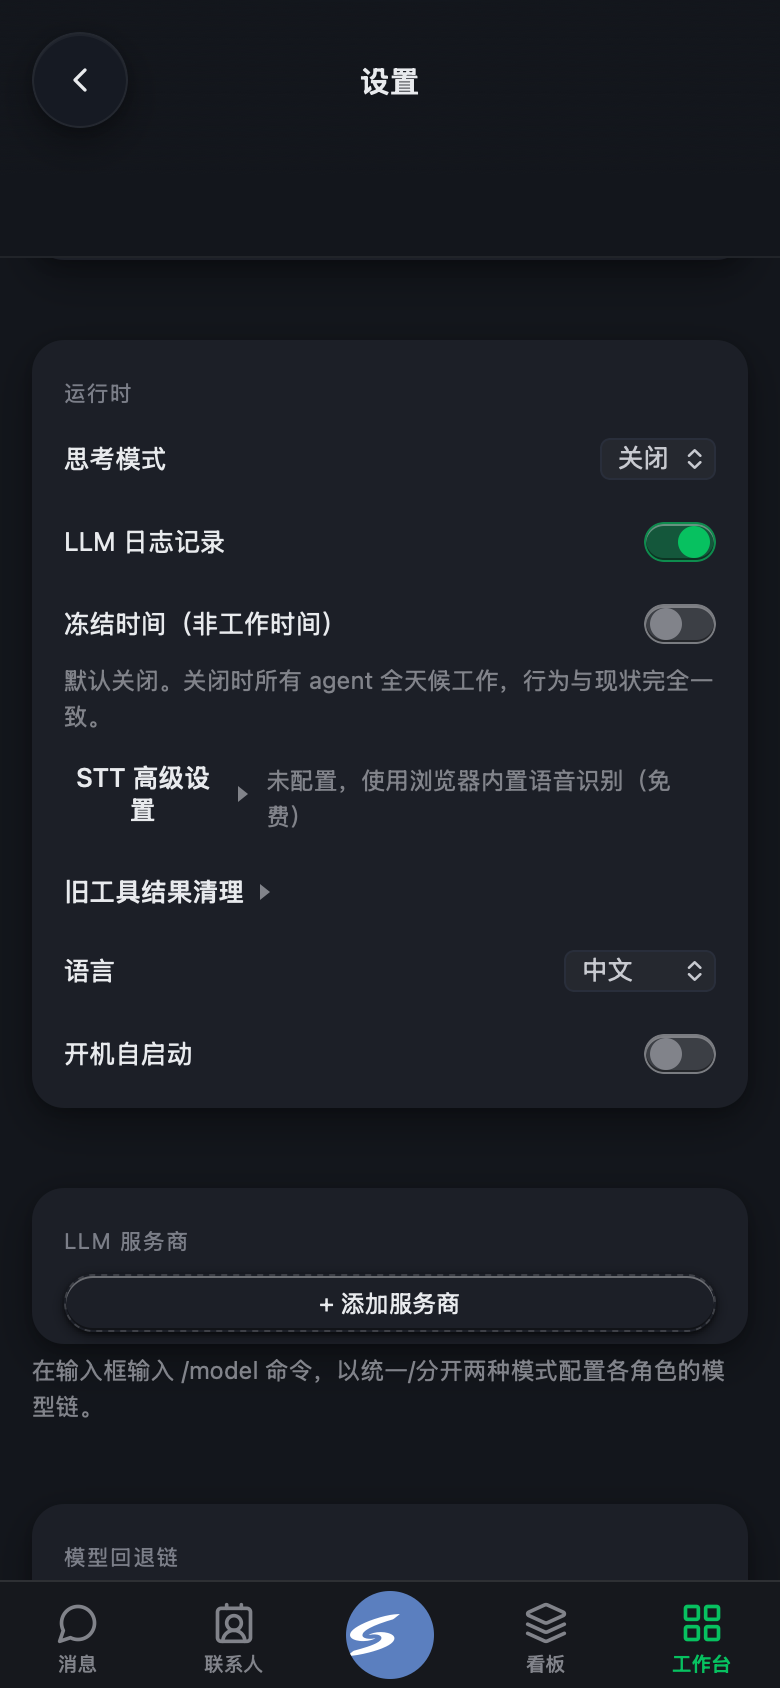 设置
运行时
思考模式
关闭
LLM 日志记录
冻结时间（非工作时间）
默认关闭。关闭时所有 agent 全天候工作，行为与现状完全一
致。
STT 高级设
置
未配置，使用浏览器内置语音识别（免
费）
旧工具结果清理
语言
中文
开机自启动
LLM 服务商
+ 添加服务商
在输入框输入 /model 命令，以统一/分开两种模式配置各角色的模
型链。
模型回退链
消息
联系人
看板
工作台